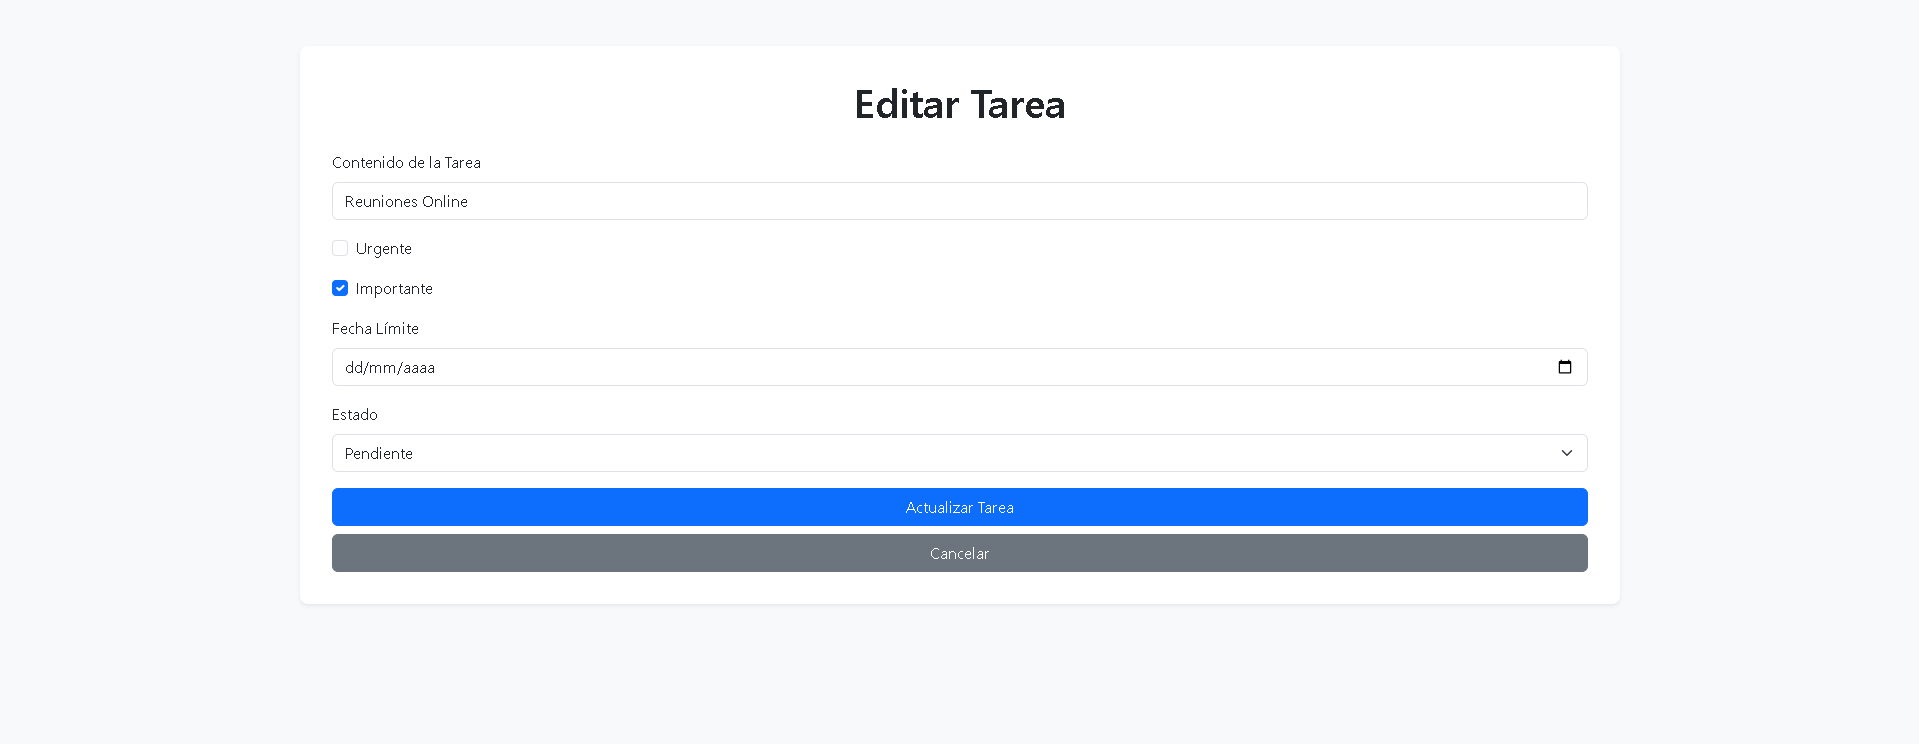 Editar Tarea
Contenido de la Tarea
Reuniones Online
Urgente
Importante
Fecha Límite
dd/mm/aaaa
Estado
Pendiente
Actualizar Tarea
Cancelar